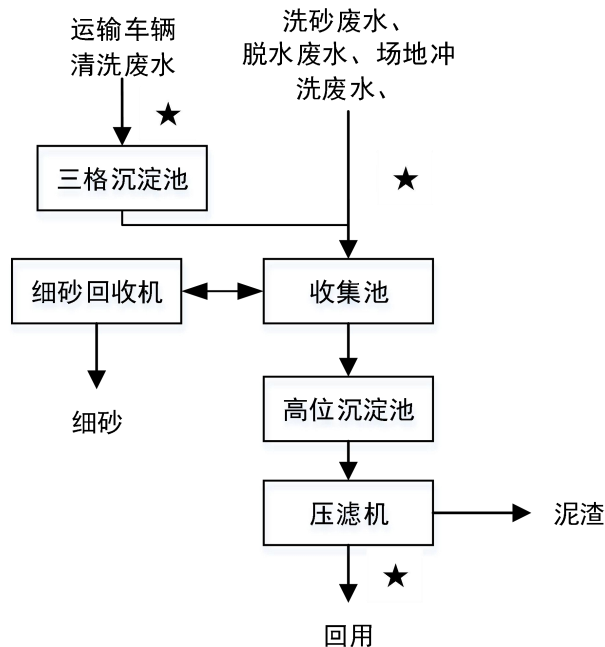 运输车辆
清洗废水
洗砂废水、
脱水废水、场地冲
洗废水、
三格沉淀池
细砂回收机
收集池
细砂
高位沉淀池
压滤机
泥渣
回用